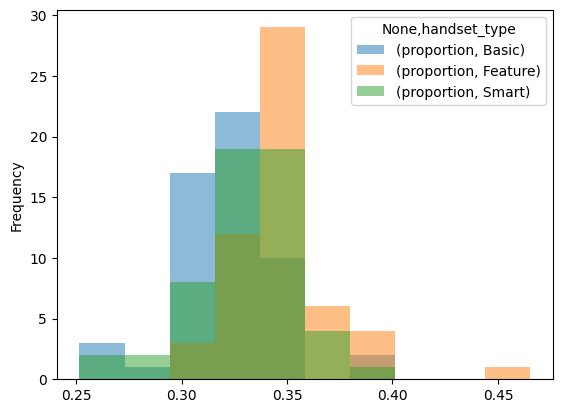 None,handset_type
(proportion, Basic)
(proportion, Feature)
(proportion, Smart)
Frequency
30
25
20
15
10
5
0
0.25 0.30 0.35 0.40 0.45